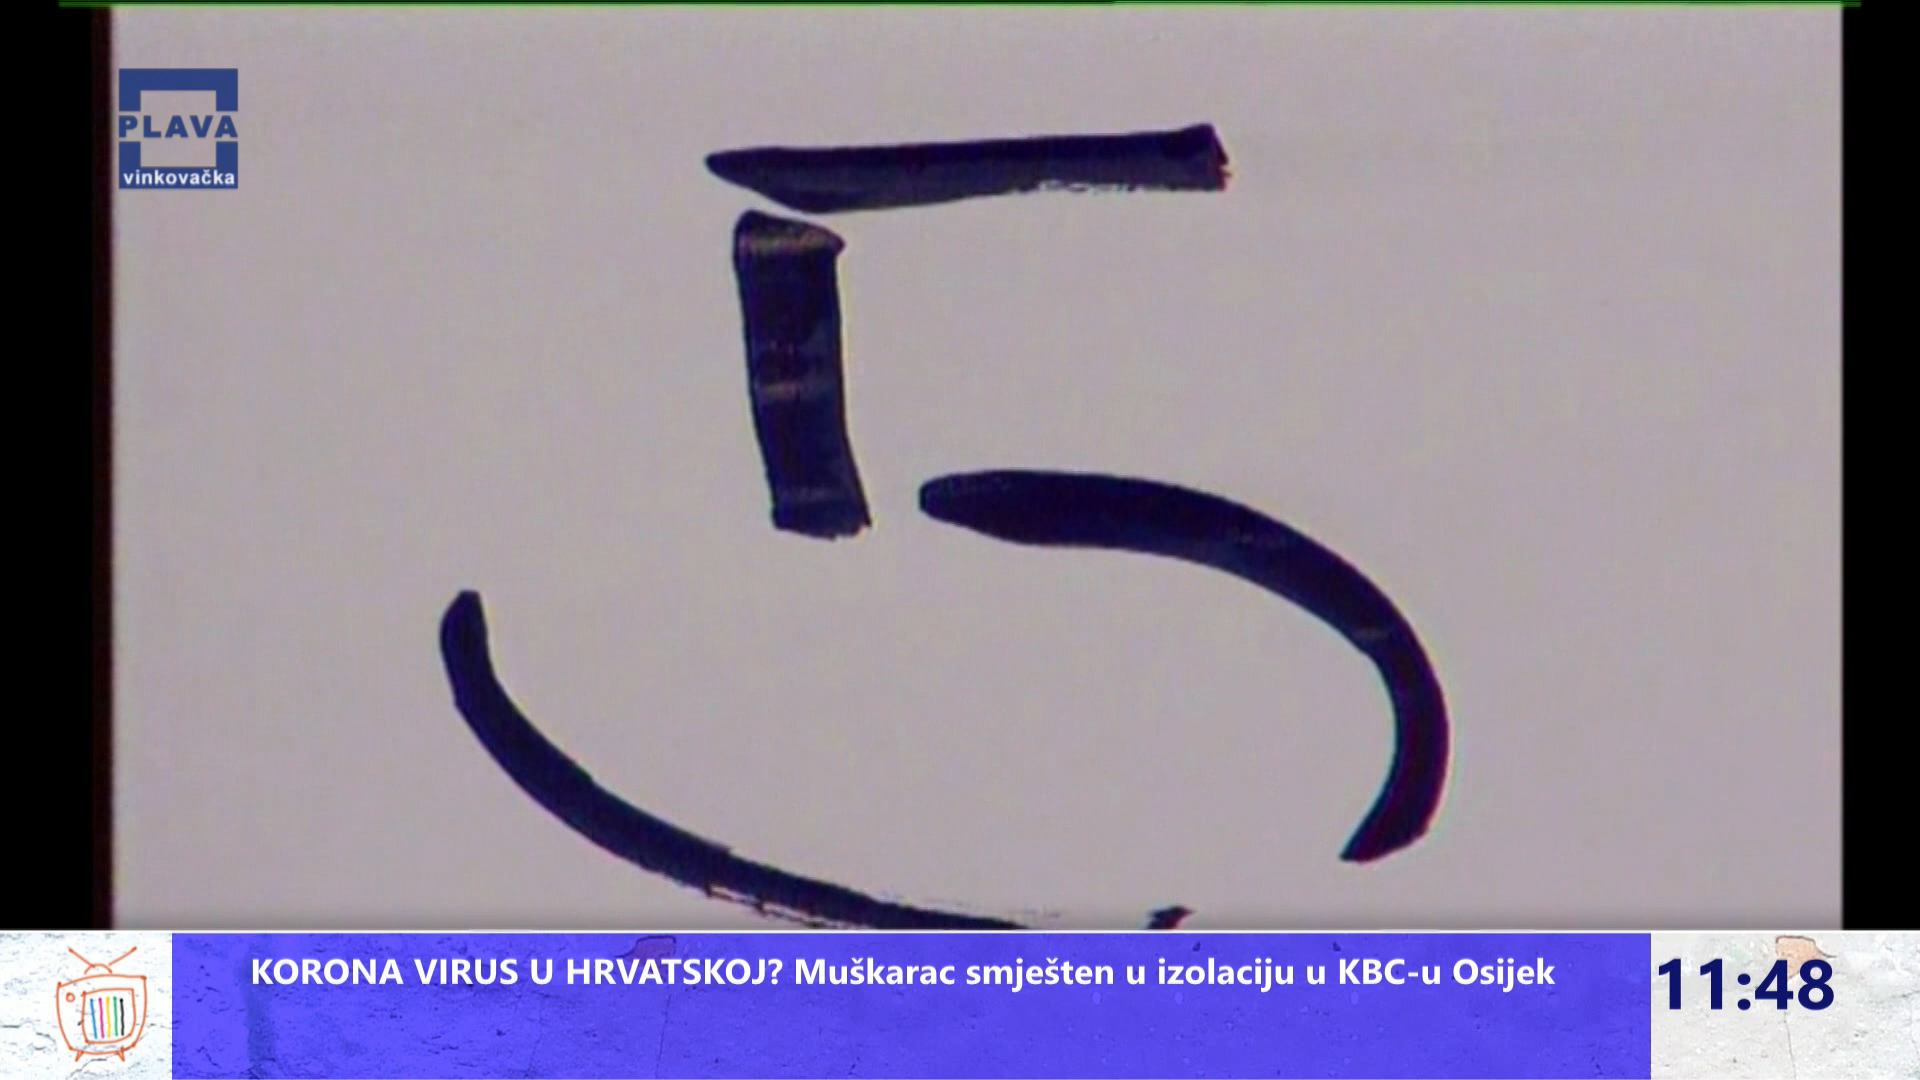 PLAVA
vinkovačka
5
KORONA VIRUS U HRVATSKOJ? Muškarac smješten u izolaciju u KBC-u Osijek
11:48